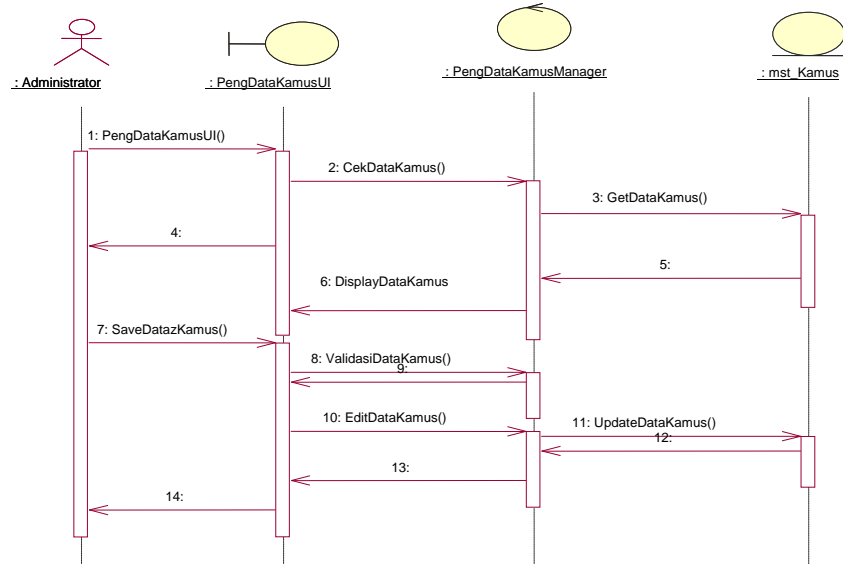 : Administrator
: PengDataKamusUI
: PengDataKamusManager
: mst_Kamus
1: PengDataKamusUI()
2: CekDataKamus()
3: GetDataKamus()
4:
5:
6: DisplayDataKamus
7: SaveDatazKamus()
8: ValidasiDataKamus()
9:
10: EditDataKamus()
11: UpdateDataKamus()
12:
13:
14: